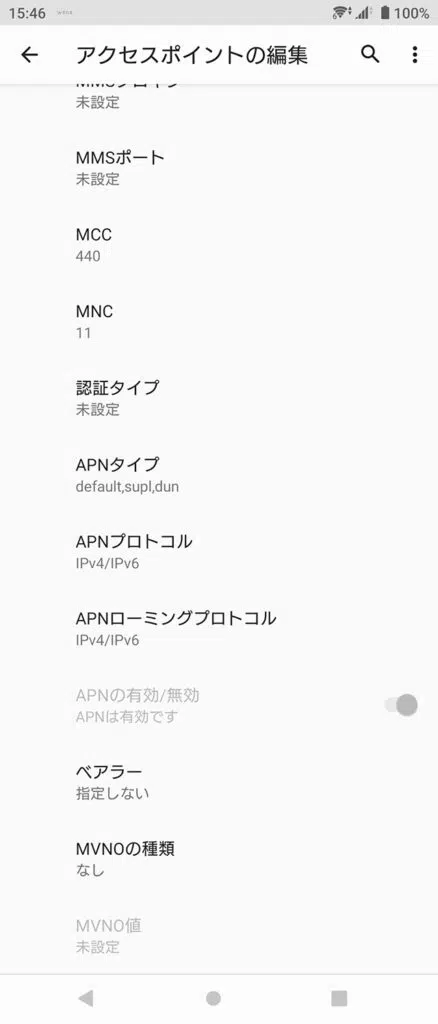 15:46
100%
アクセスポイントの編集
未設定
MMSポート
未設定
MCC
440
MNC
11
認証タイプ
未設定
APNタイプ
default,supl,dun
APNプロトコル
IPv4/IPv6
APNローミングプロトコル
IPv4/IPv6
APNの有効/無効
APNは有効です
ベアラー
指定しない
MVNOの種類
なし
MVNO値
未設定